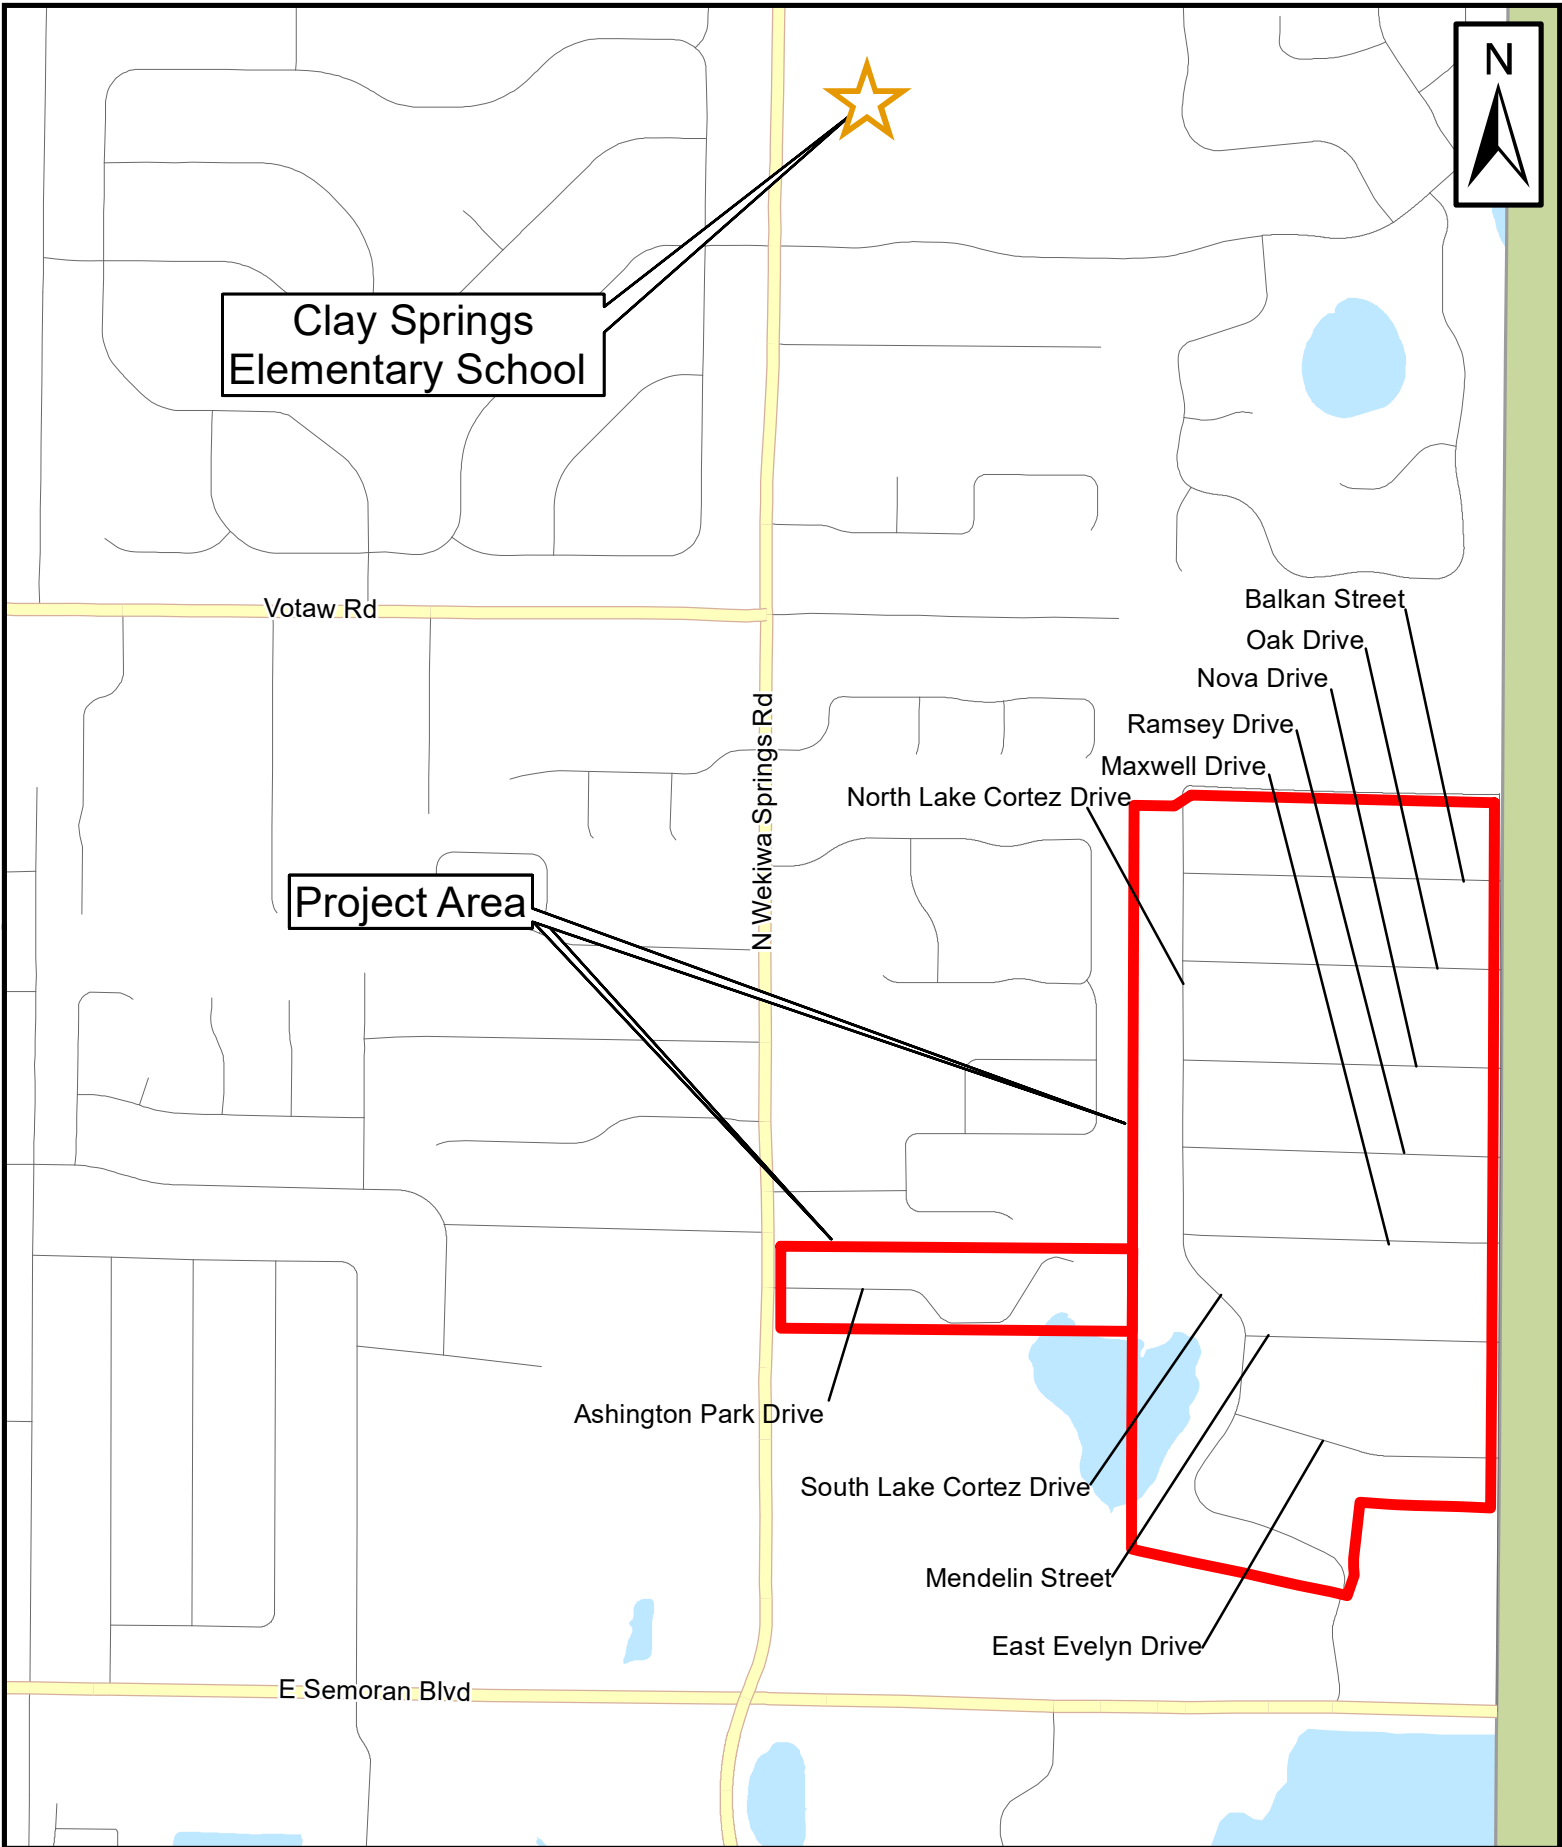 N
Clay Springs
Elementary School
Votaw Rd
Balkan Street
Oak Drive
Nova Drive
Ramsey Drive
Maxwell Drive
North Lake Cortez Drive
N Wekiwa Springs Rd
Project Area
Ashington Park Drive
South Lake Cortez Drive
Mendelin Street
East Evelyn Drive
E Semoran Blvd